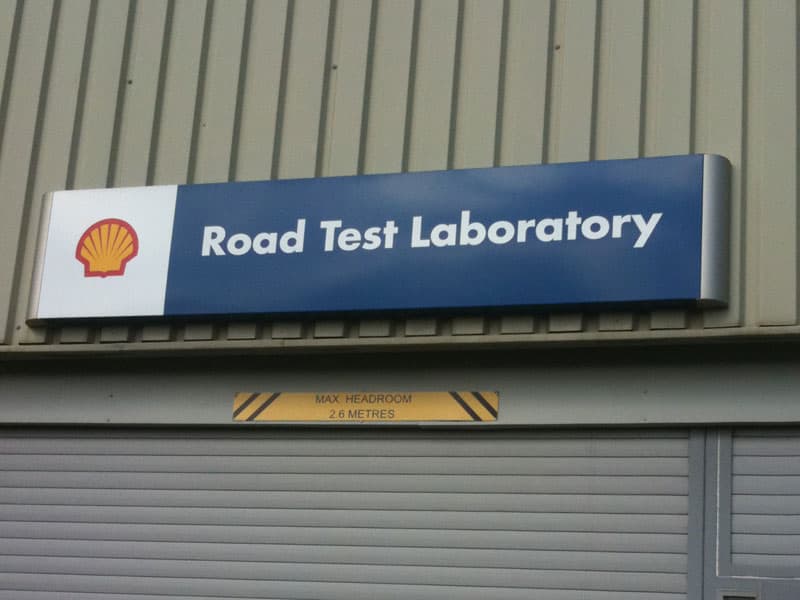 Road Test Laboratory
MAX HEADROOM
2.6 METRES